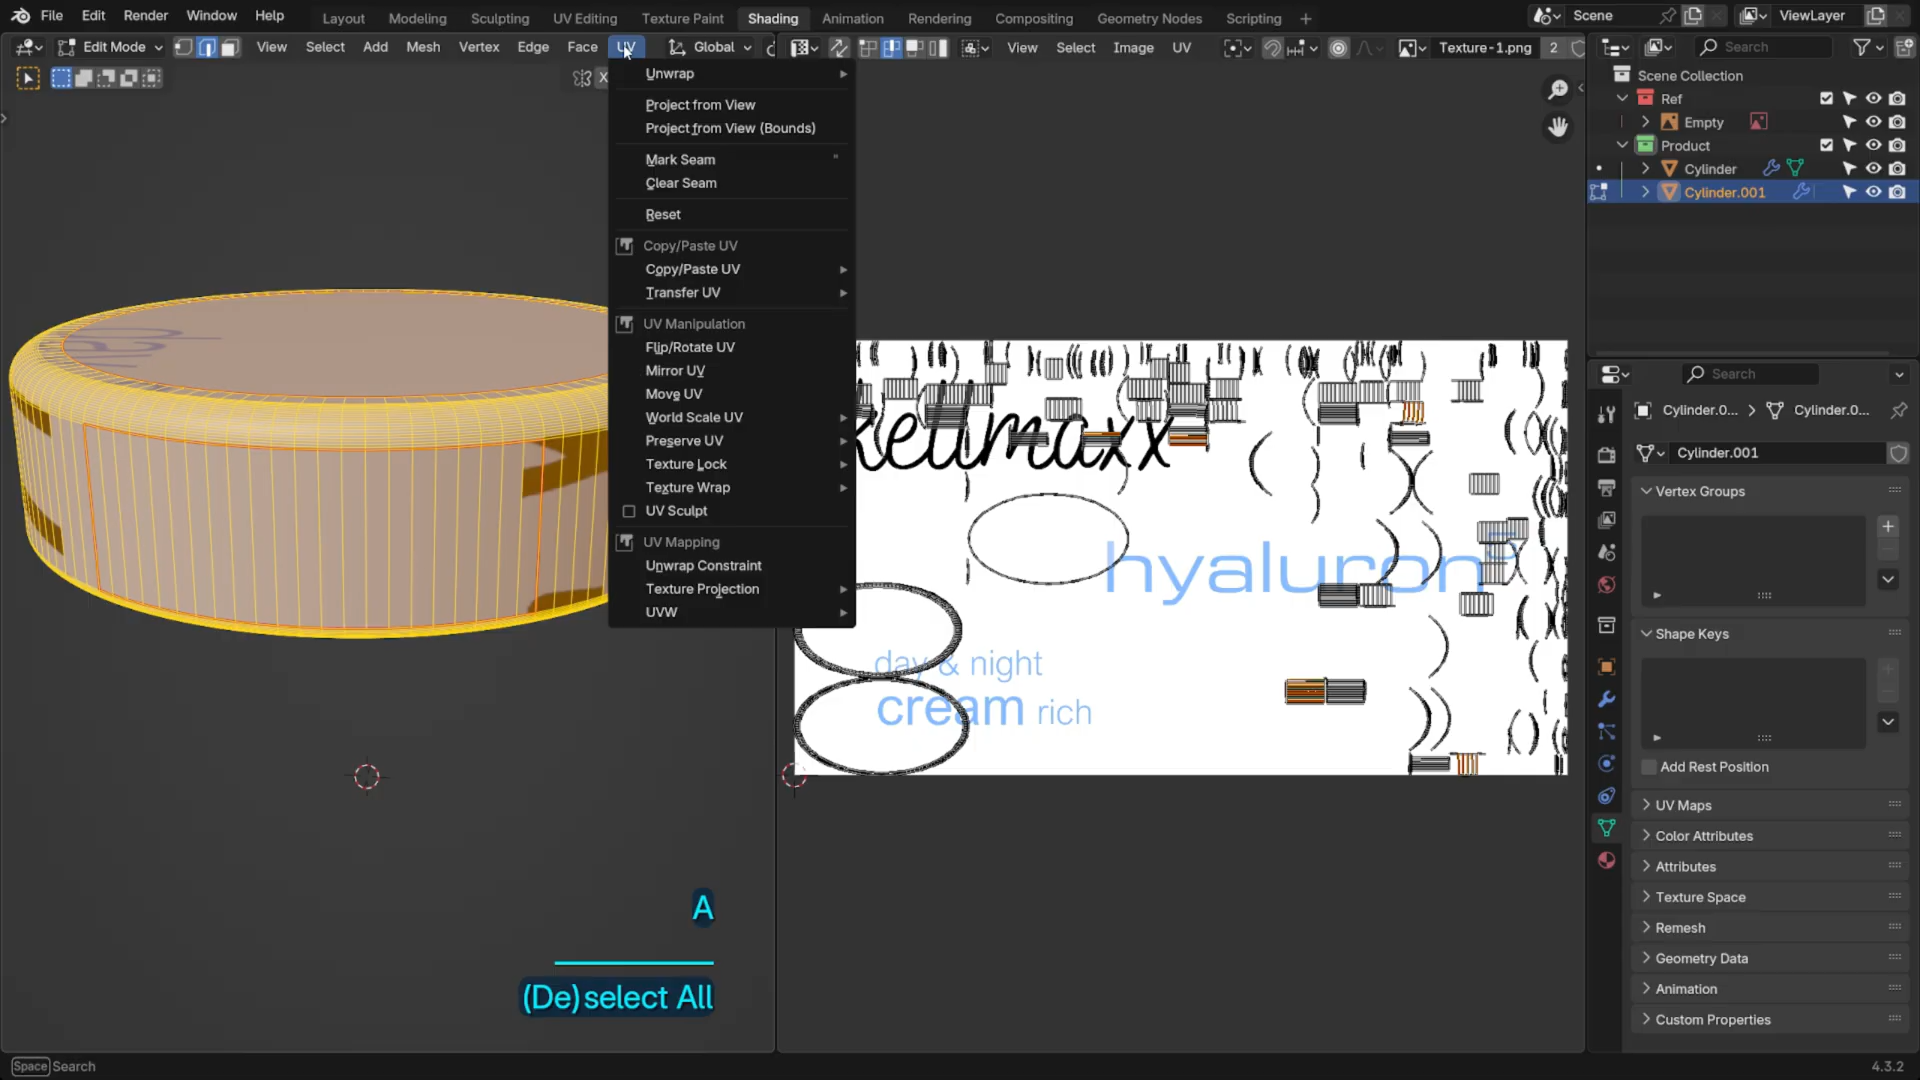 File Edit Render Window Help Layout Modeling Sculpting UV Editing Texture Paint Shading Animation Rendering Compositing Geometry Nodes Scripting + Scene ViewLayer
Edit Mode View Select Add Mesh Vertex Edge Face UV Global View Select Image UV Texture-1.png 2 Search
X
Unwrap
Project from View
Project from View (Bounds)
Mark Seam "
Clear Seam
Reset
Copy/Paste UV
Copy/Paste UV
Transfer UV
UV Manipulation
Flip/Rotate UV
Mirror UV
Move UV
World Scale UV
Preserve UV
Texture Lock
Texture Wrap
UV Sculpt
UV Mapping
Unwrap Constraint
Texture Projection
UVW
hyaluron
day & night
cream rich
A
(De)select All
Scene Collection
Ref
Empty
Product
Cylinder
Cylinder.001
Search
Cylinder.0... > Cylinder.0...
Cylinder.001
Vertex Groups
Shape Keys
Add Rest Position
UV Maps
Color Attributes
Attributes
Texture Space
Remesh
Geometry Data
Animation
Custom Properties
Space Search 4.3.2